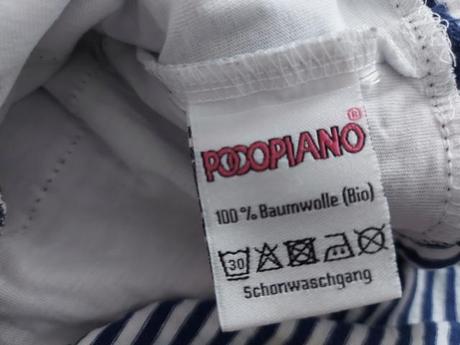 POCOPIANO®
100% Baumwolle (Bio)
30
Schonwaschgang